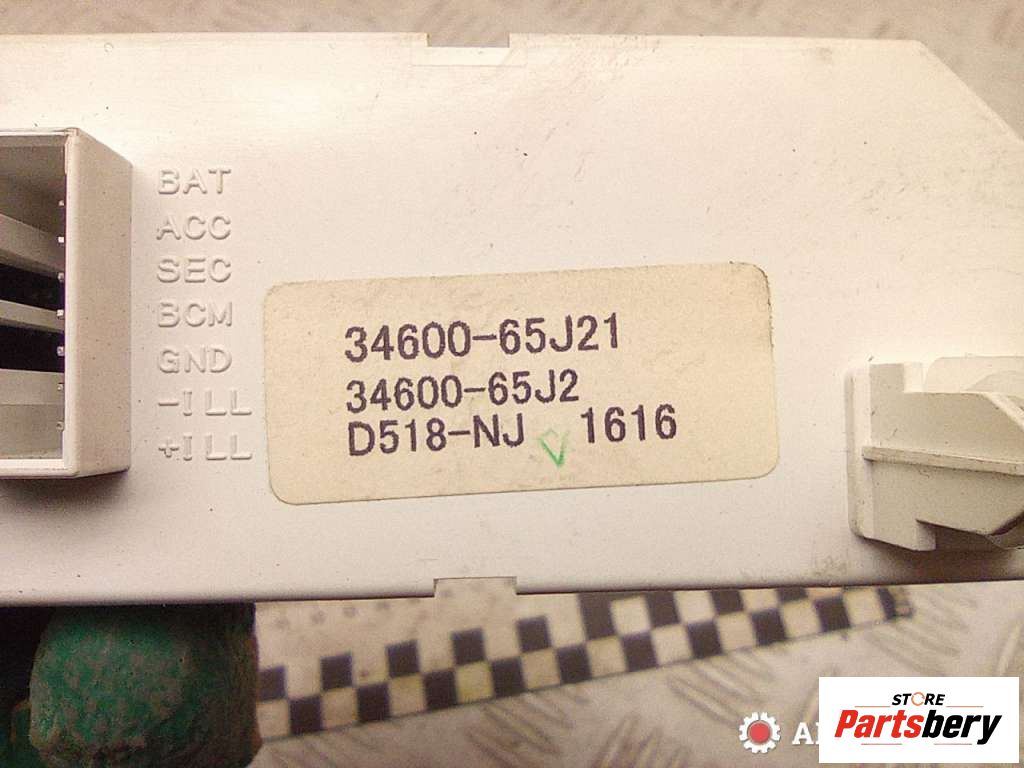 BAT
ACC
SEC
BCM
GND
-ILL
+ILL
34600-65J21
34600-65J2
D518-NJ 1616
STORE
Partsbery